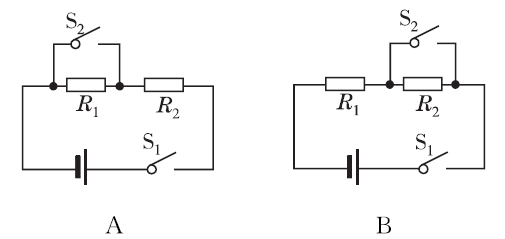 S₂ S₂
R₁ R₂ R₁ R₂
S₁ S₁
A B